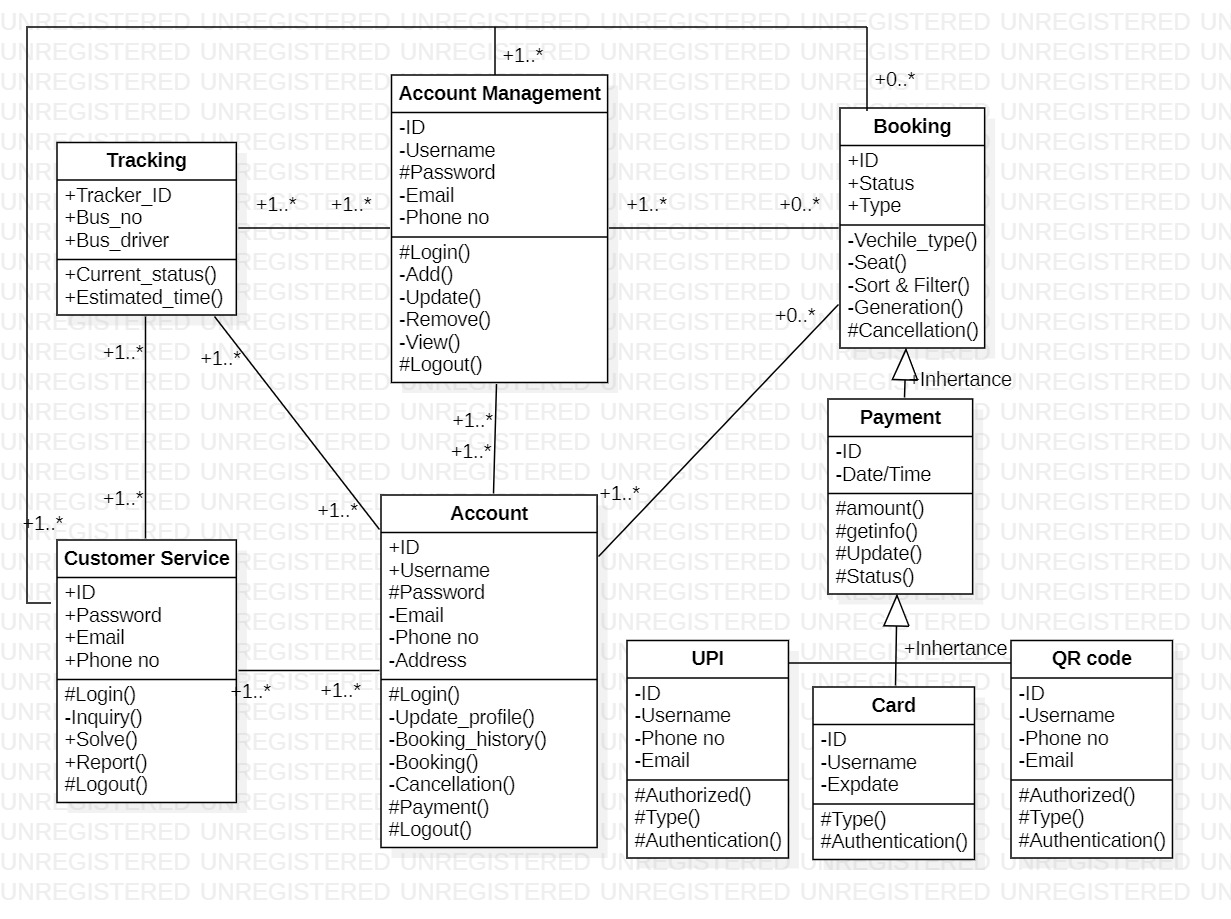 +1..*
+0..*
Account Management
-ID
-Username
#Password
-Email
-Phone no
#Login()
-Add()
-Update()
-Remove()
-View()
#Logout()
Booking
+ID
+Status
+Type
-Vechile_type()
-Seat()
-Sort & Filter()
-Generation()
#Cancellation()
Tracking
+Tracker_ID
+Bus_no
+Bus_driver
+Current_status()
+Estimated_time()
+1..*
+1..*
+1..*
+0..*
+0..*
+1..*
+1..*
+Inhertance
Payment
-ID
-Date/Time
#amount()
#getinfo()
#Update()
#Status()
+1..*
+1..*
+1..*
+1..*
+1..*
+1..*
Account
+ID
+Username
#Password
-Email
-Phone no
-Address
#Login()
-Update_profile()
-Booking_history()
-Booking()
-Cancellation()
#Payment()
#Logout()
Customer Service
+ID
+Password
+Email
+Phone no
#Login()
-Inquiry()
+Solve()
+Report()
#Logout()
+1..*
+1..*
+Inhertance
UPI
-ID
-Username
-Phone no
-Email
#Authorized()
#Type()
#Authentication()
Card
-ID
-Username
-Expdate
#Type()
#Authentication()
QR code
-ID
-Username
-Phone no
-Email
#Authorized()
#Type()
#Authentication()
UNREGISTERED